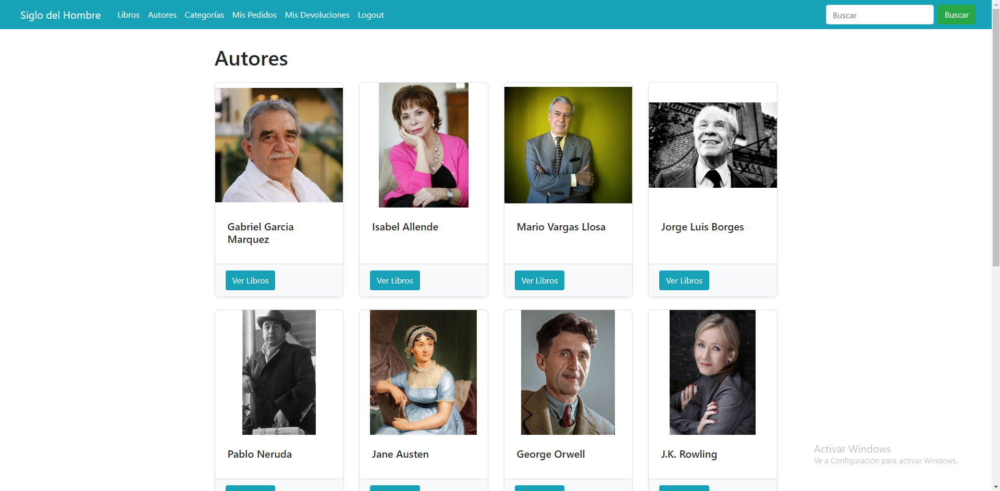 Siglo del Hombre Libros Autores Categorías Mis Pedidos Mis Devoluciones Logout Buscar Buscar
Autores
Gabriel Garcia
Marquez
Isabel Allende
Mario Vargas Llosa
Jorge Luis Borges
Ver Libros Ver Libros Ver Libros Ver Libros
Pablo Neruda
Jane Austen
George Orwell
J.K. Rowling
Activar Windows
Ve a Configuración para activar Windows.